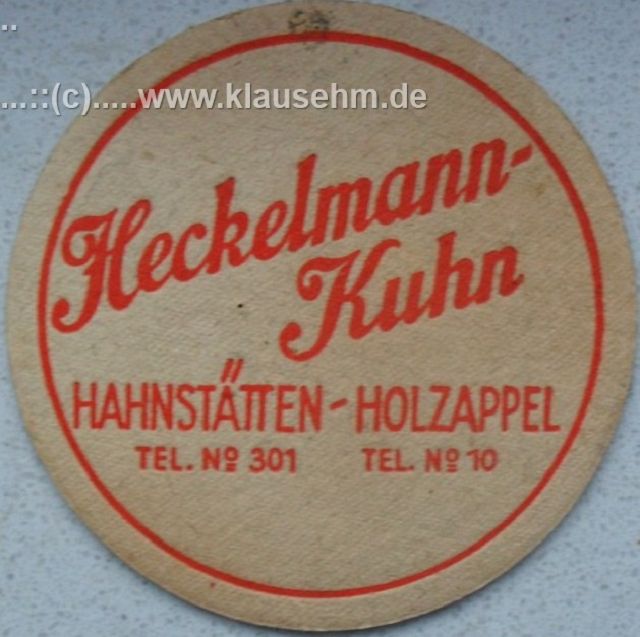 ..
...::(c).....www.klausehm.de
Heckelmann-
Kuhn
HAHNSTÄTTEN-HOLZAPPEL
TEL. Nº 301 TEL. Nº 10